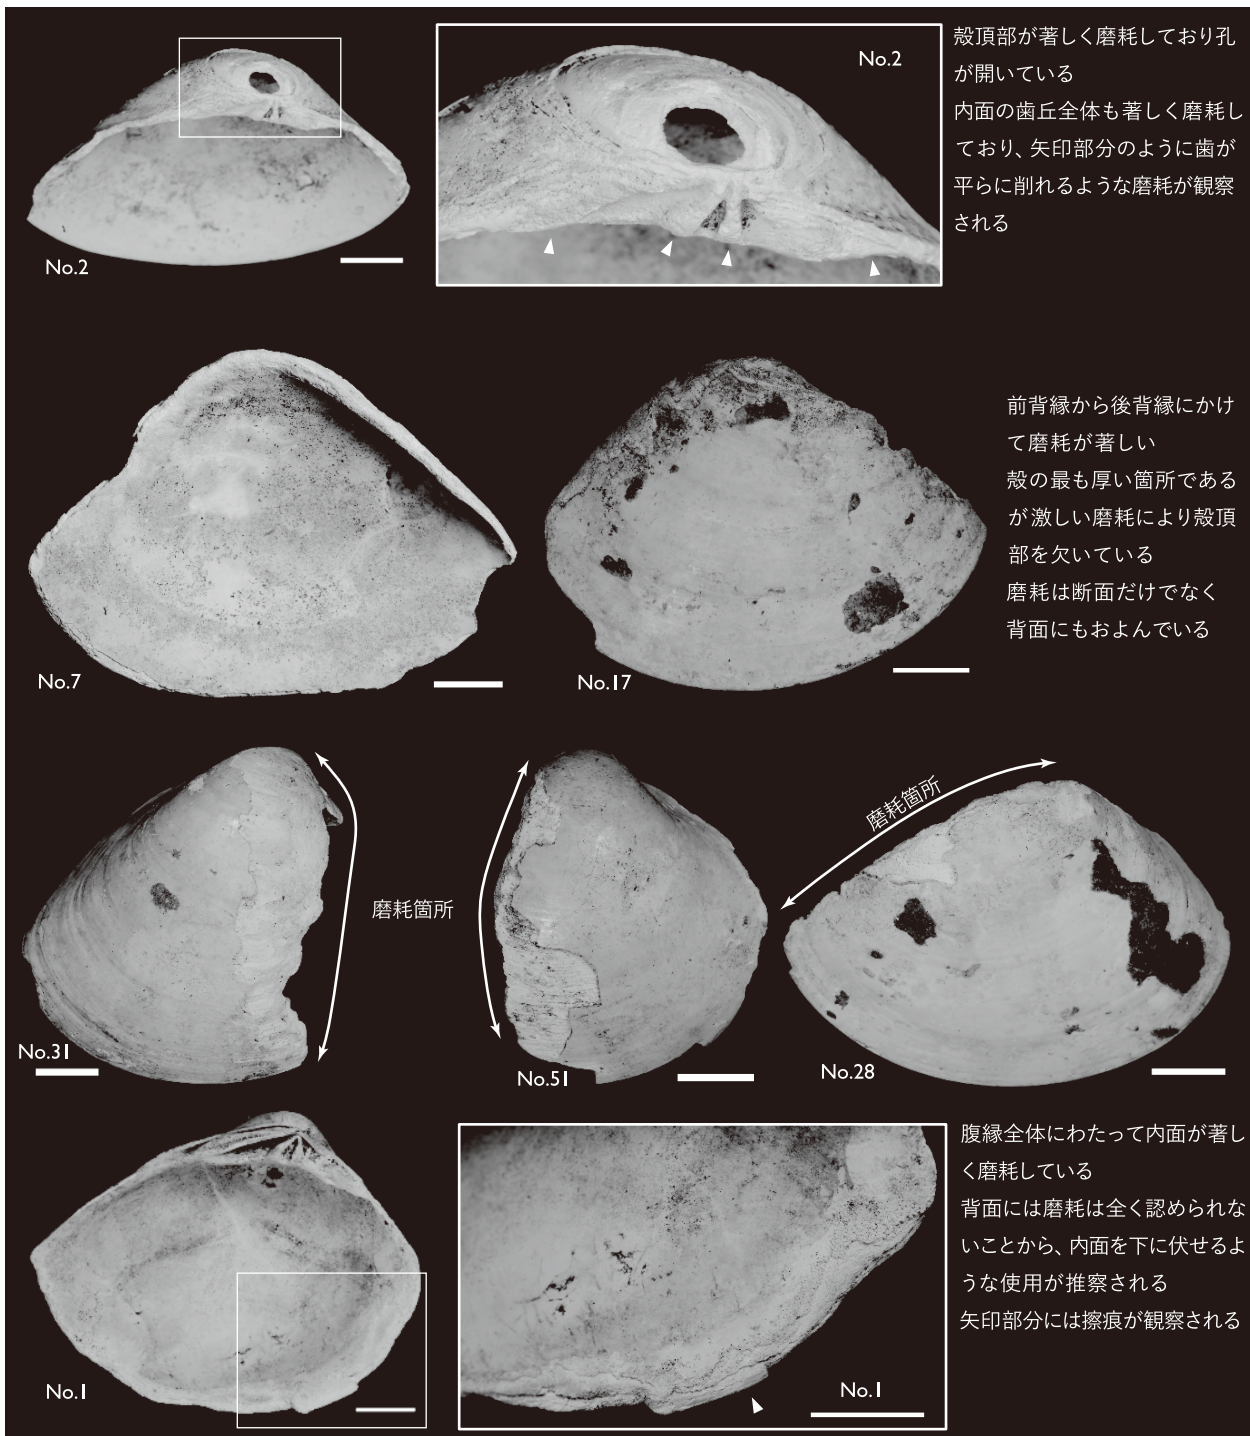 No.2
No.2
殻頂部が著しく磨耗しており孔
が開いている
内面の歯丘全体も著しく磨耗し
ており、矢印部分のように歯が
平らに削れるような磨耗が観察
される
No.7
No.17
前背縁から後背縁にかけ
て磨耗が著しい
殻の最も厚い箇所である
が激しい磨耗により殻頂
部を欠いている
磨耗は断面だけでなく
背面にもおよんでいる
No.31
磨耗箇所
No.51
磨耗箇所
No.28
No.1
No.1
腹縁全体にわたって内面が著し
く磨耗している
背面には磨耗は全く認められな
いことから、内面を下に伏せるよ
うな使用が推察される
矢印部分には擦痕が観察される